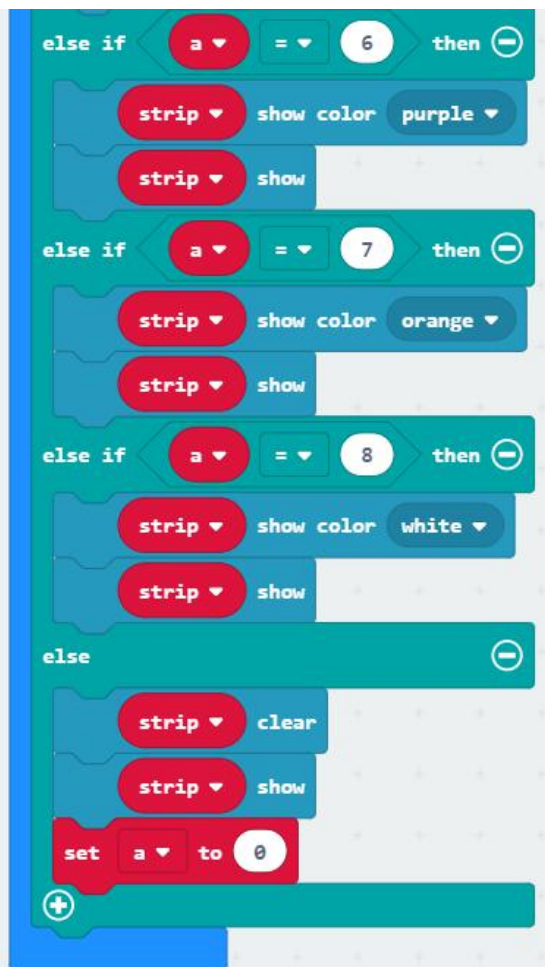 else if a = 6 then
strip show color purple
strip show
else if a = 7 then
strip show color orange
strip show
else if a = 8 then
strip show color white
strip show
else
strip clear
strip show
set a to 0